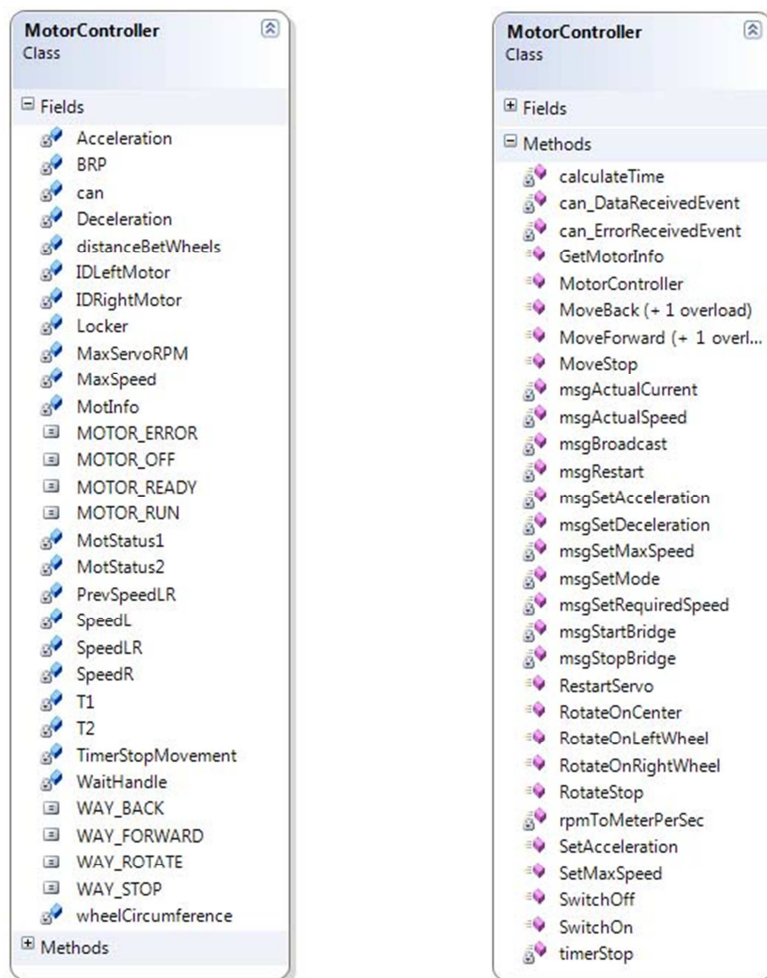 MotorController
Class
Fields
Acceleration
BRP
can
Deceleration
distanceBetWheels
IDLeftMotor
IDRightMotor
Locker
MaxServoRPM
MaxSpeed
MotInfo
MOTOR_ERROR
MOTOR_OFF
MOTOR_READY
MOTOR_RUN
MotStatus1
MotStatus2
PrevSpeedLR
SpeedL
SpeedLR
SpeedR
T1
T2
TimerStopMovement
WaitHandle
WAY_BACK
WAY_FORWARD
WAY_ROTATE
WAY_STOP
wheelCircumference
Methods
MotorController
Class
Fields
Methods
calculateTime
can_DataReceivedEvent
can_ErrorReceivedEvent
GetMotorInfo
MotorController
MoveBack (+ 1 overload)
MoveForward (+ 1 overl...
MoveStop
msgActualCurrent
msgActualSpeed
msgBroadcast
msgRestart
msgSetAcceleration
msgSetDeceleration
msgSetMaxSpeed
msgSetMode
msgSetRequiredSpeed
msgStartBridge
msgStopBridge
RestartServo
RotateOnCenter
RotateOnLeftWheel
RotateOnRightWheel
RotateStop
rpmToMeterPerSec
SetAcceleration
SetMaxSpeed
SwitchOff
SwitchOn
timerStop